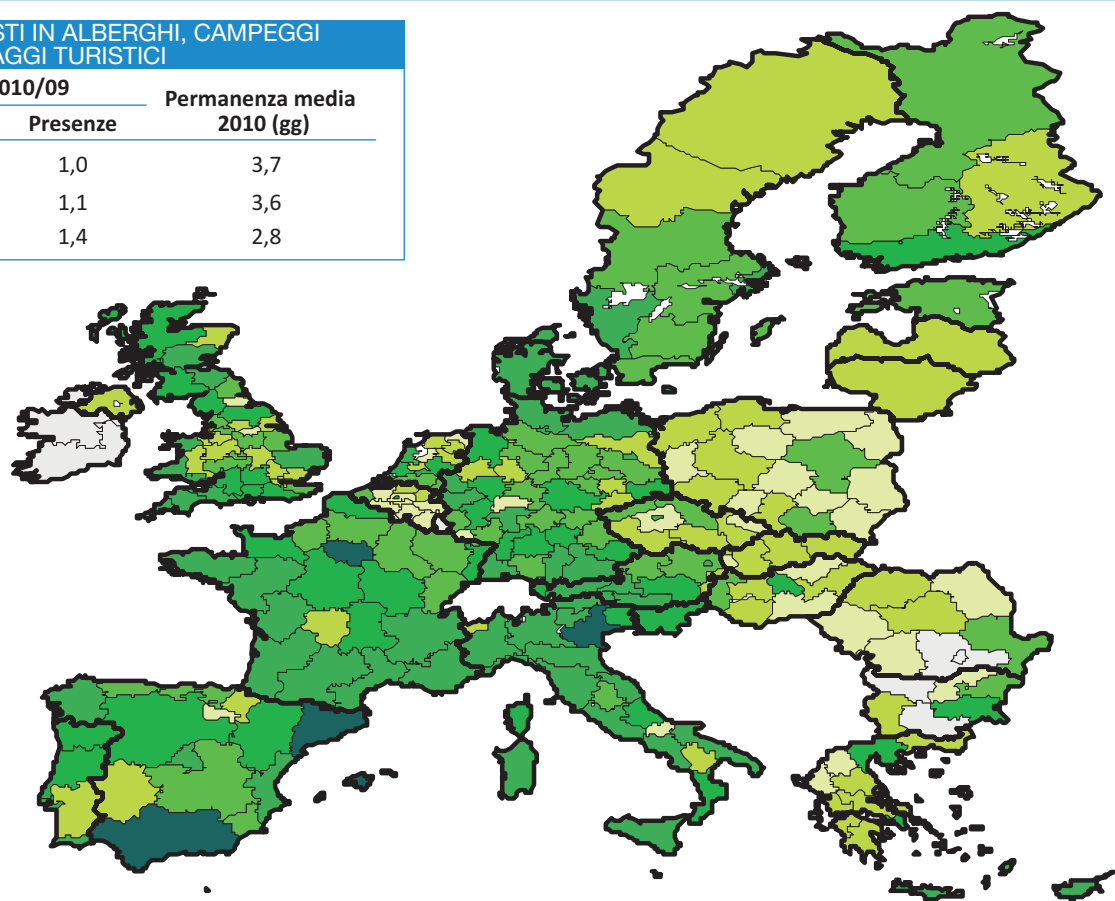 STI IN ALBERGHI, CAMPEGGI
AGGI TURISTICI
2010/09
Permanenza media
2010 (gg)
Presenze
1,0 3,7
1,1 3,6
1,4 2,8